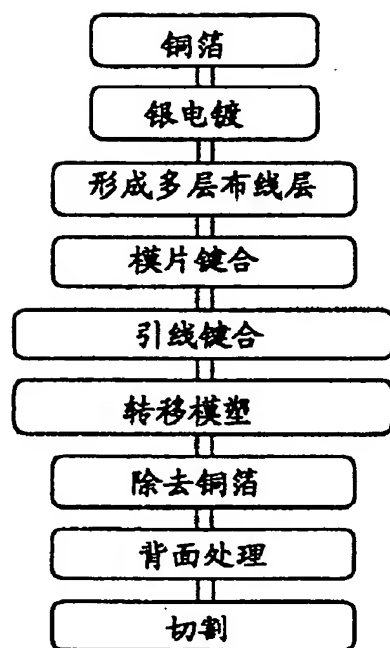 铜箔
银电镀
形成多层布线层
模片键合
引线键合
转移模塑
除去铜箔
背面处理
切割